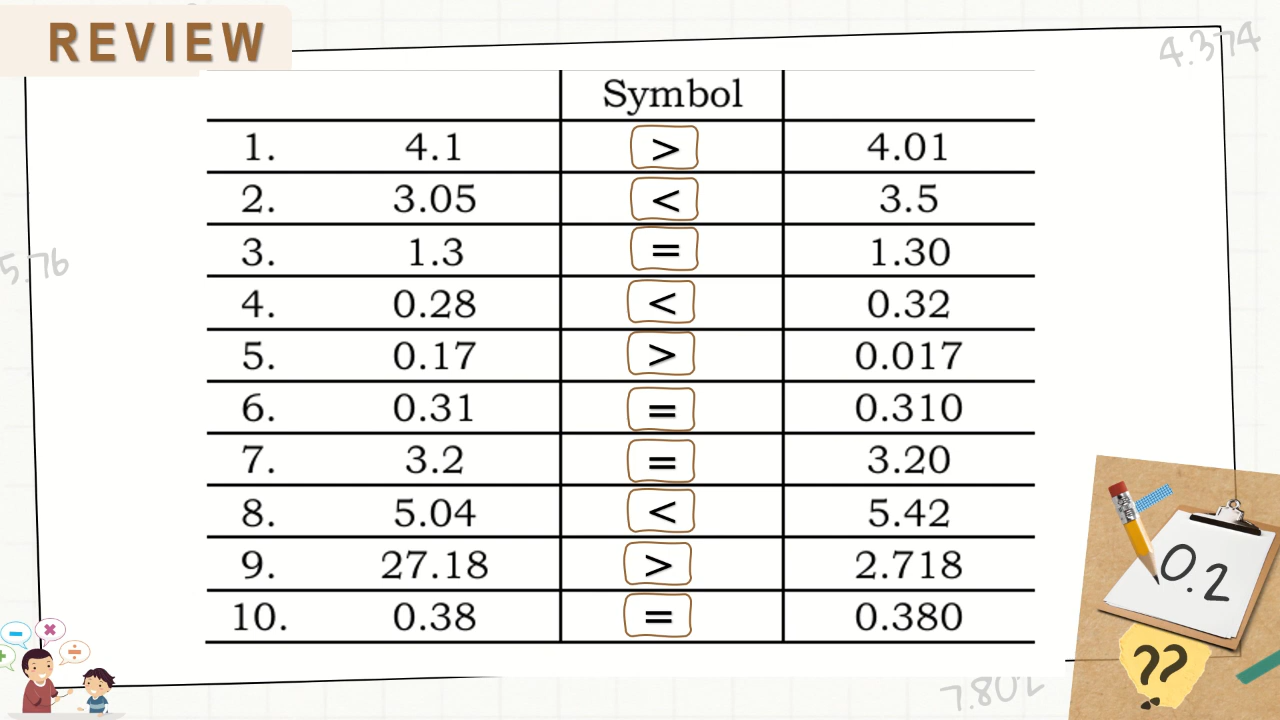 REVIEW
4.374
Symbol
1. 4.1 > 4.01
2. 3.05 < 3.5
3. 1.3 = 1.30
5.76
4. 0.28 < 0.32
5. 0.17 > 0.017
6. 0.31 = 0.310
7. 3.2 = 3.20
8. 5.04 < 5.42
9. 27.18 > 2.718
0.2
10. 0.38 = 0.380
- ×
+ ÷
??